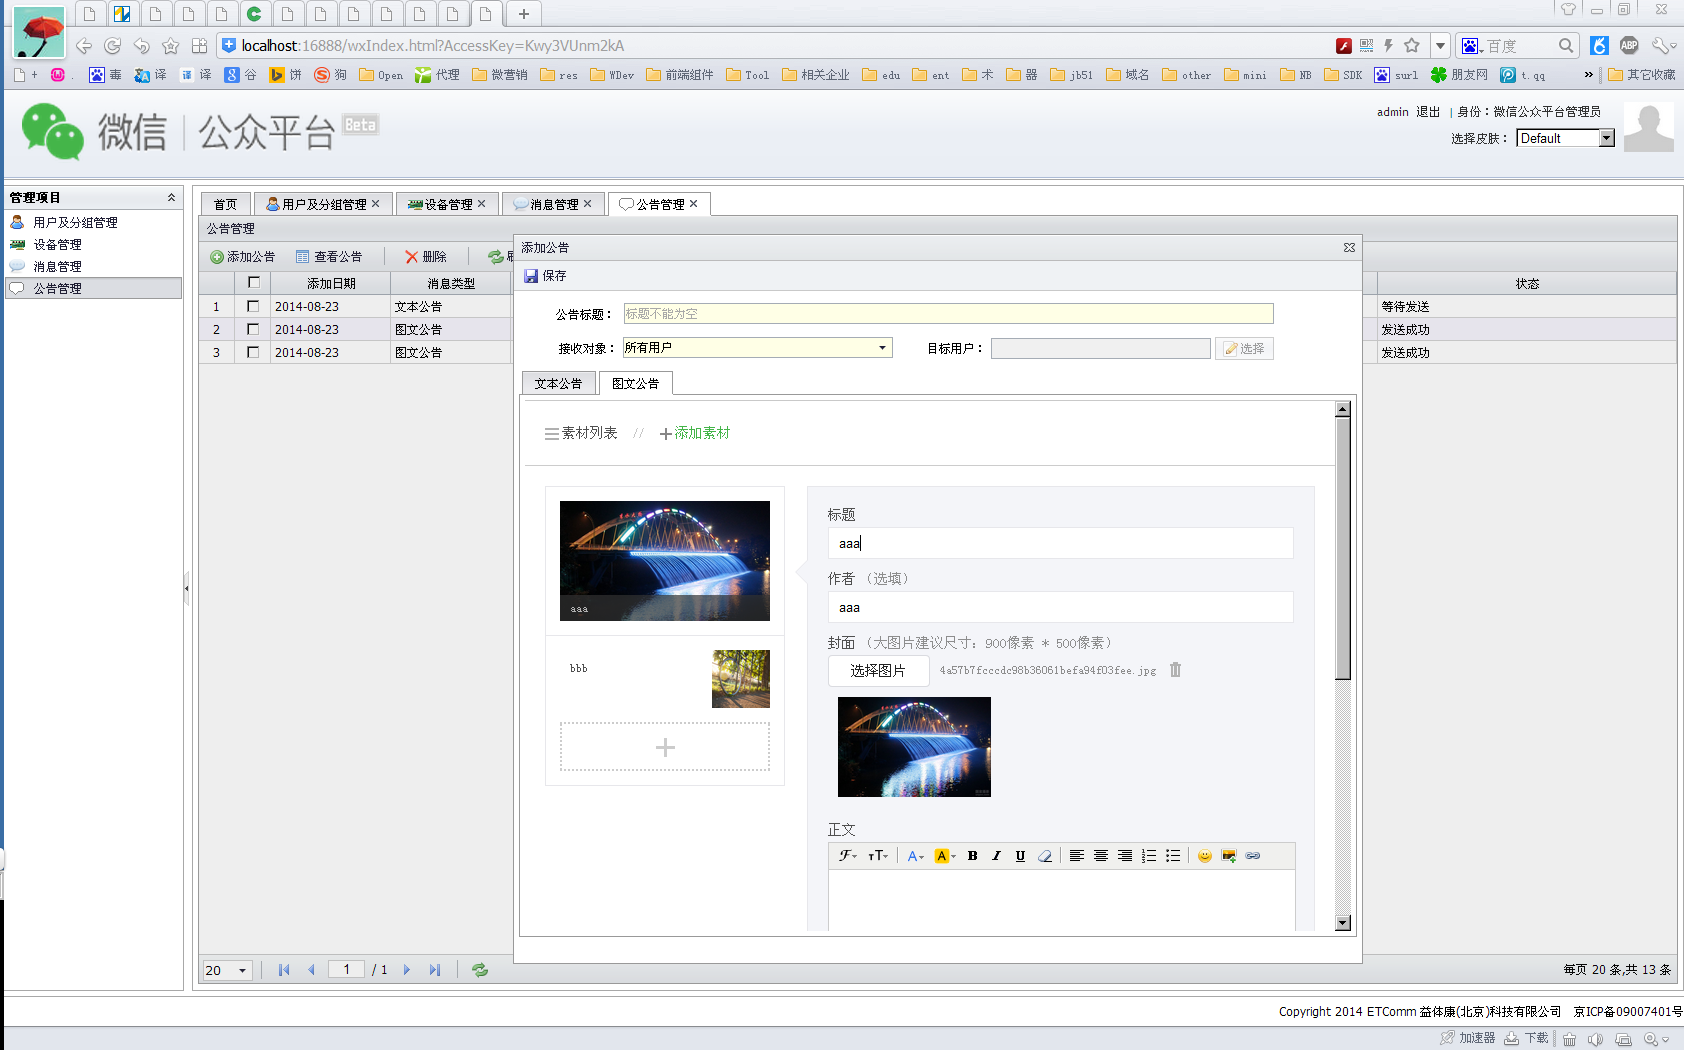 localhost:16888/wxIndex.html?AccessKey=Kwy3VUnm2kA
百度
ABP
+ . 毒 译 译 谷 饼 狗 Open 代理 微营销 res WDev 前端组件 Tool 相关企业 edu ent 术 器 jb51 域名 other mini NB SDK surl 朋友网 t.qq » 其它收藏
微信 | 公众平台 Beta
admin 退出 | 身份：微信公众平台管理员
选择皮肤： Default
管理项目
用户及分组管理
设备管理
消息管理
公告管理
首页 用户及分组管理 设备管理 消息管理 公告管理
公告管理
添加公告 查看公告 删除
添加日期 消息类型 状态
1 2014-08-23 文本公告 等待发送
2 2014-08-23 图文公告 发送成功
3 2014-08-23 图文公告 发送成功
添加公告
保存
公告标题： 标题不能为空
接收对象： 所有用户 目标用户： 选择
文本公告 图文公告
素材列表 // 添加素材
aaa
bbb
标题
aaa
作者 （选填）
aaa
封面 （大图片建议尺寸：900像素 * 500像素）
选择图片 4a57b7fcccdc98b36061befa94f03fee.jpg
正文
20 1 / 1 每页 20 条,共 13 条
Copyright 2014 ETComm 益体康(北京)科技有限公司 京ICP备09007401号
加速器 下载